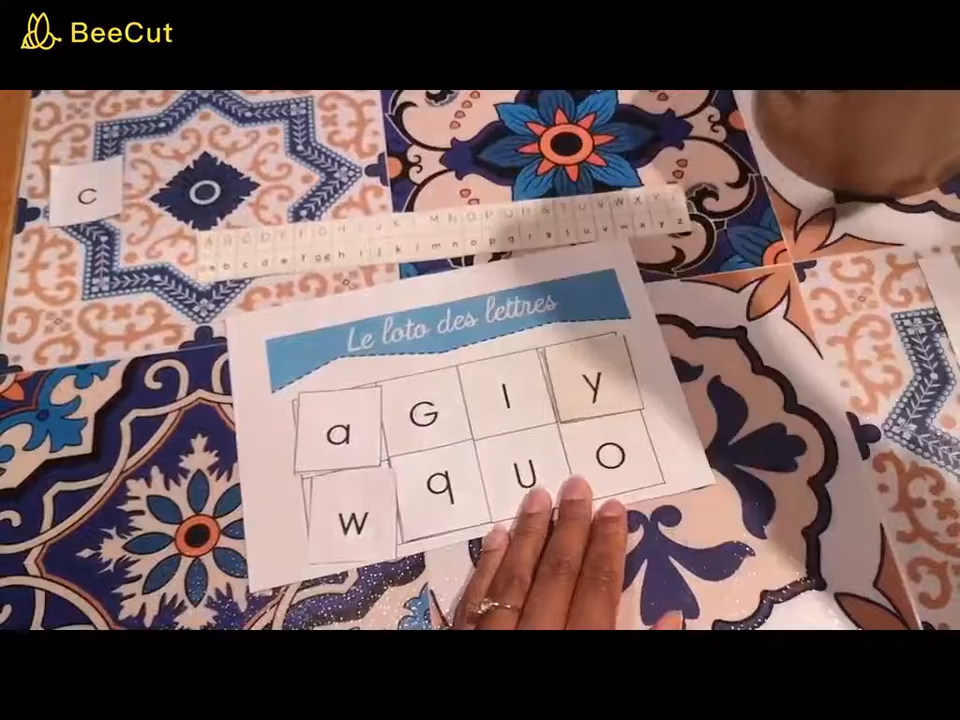 BeeCut
c
A B C D E F G H I J K L M N O P Q R S T U V W X Y Z
a b c d e f g h i j k l m n o p q r s t u v w x y z
Le loto des lettres
a G I y
w q U O